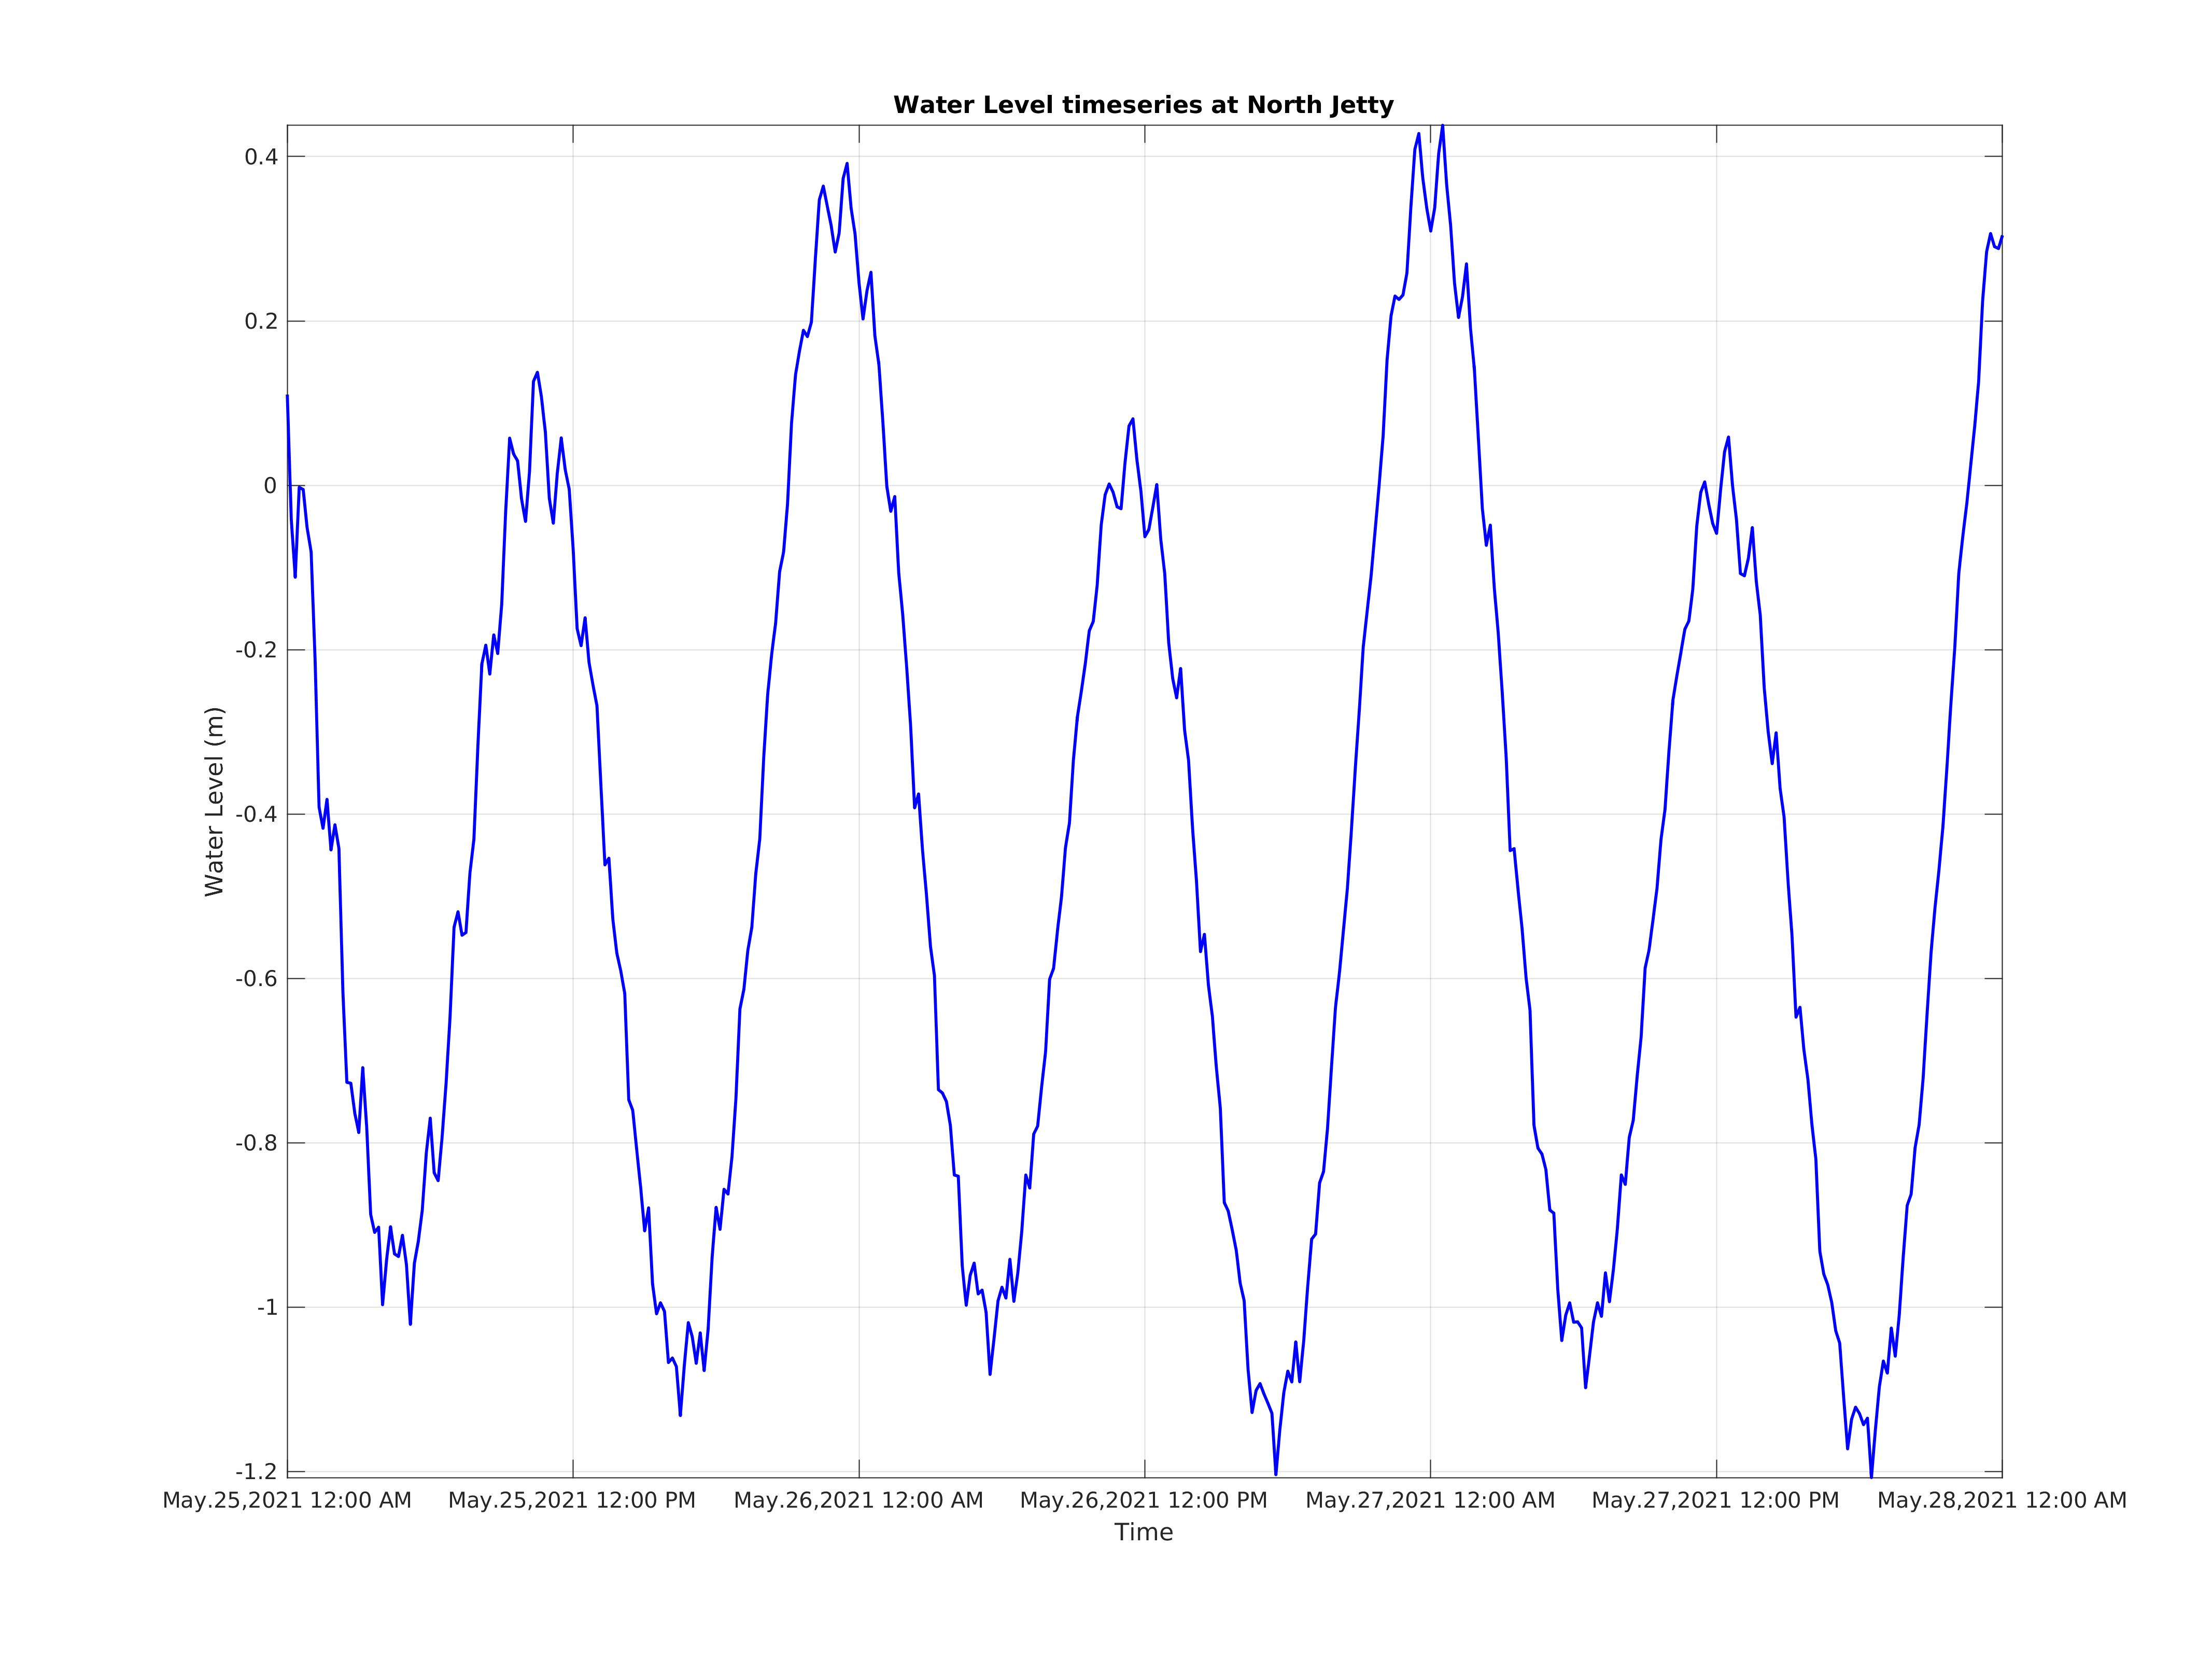 Water Level timeseries at North Jetty
0.4
0.2
0
-0.2
-0.4
-0.6
-0.8
-1
-1.2
Water Level (m)
May.25,2021 12:00 AM May.25,2021 12:00 PM May.26,2021 12:00 AM May.26,2021 12:00 PM May.27,2021 12:00 AM May.27,2021 12:00 PM May.28,2021 12:00 AM
Time